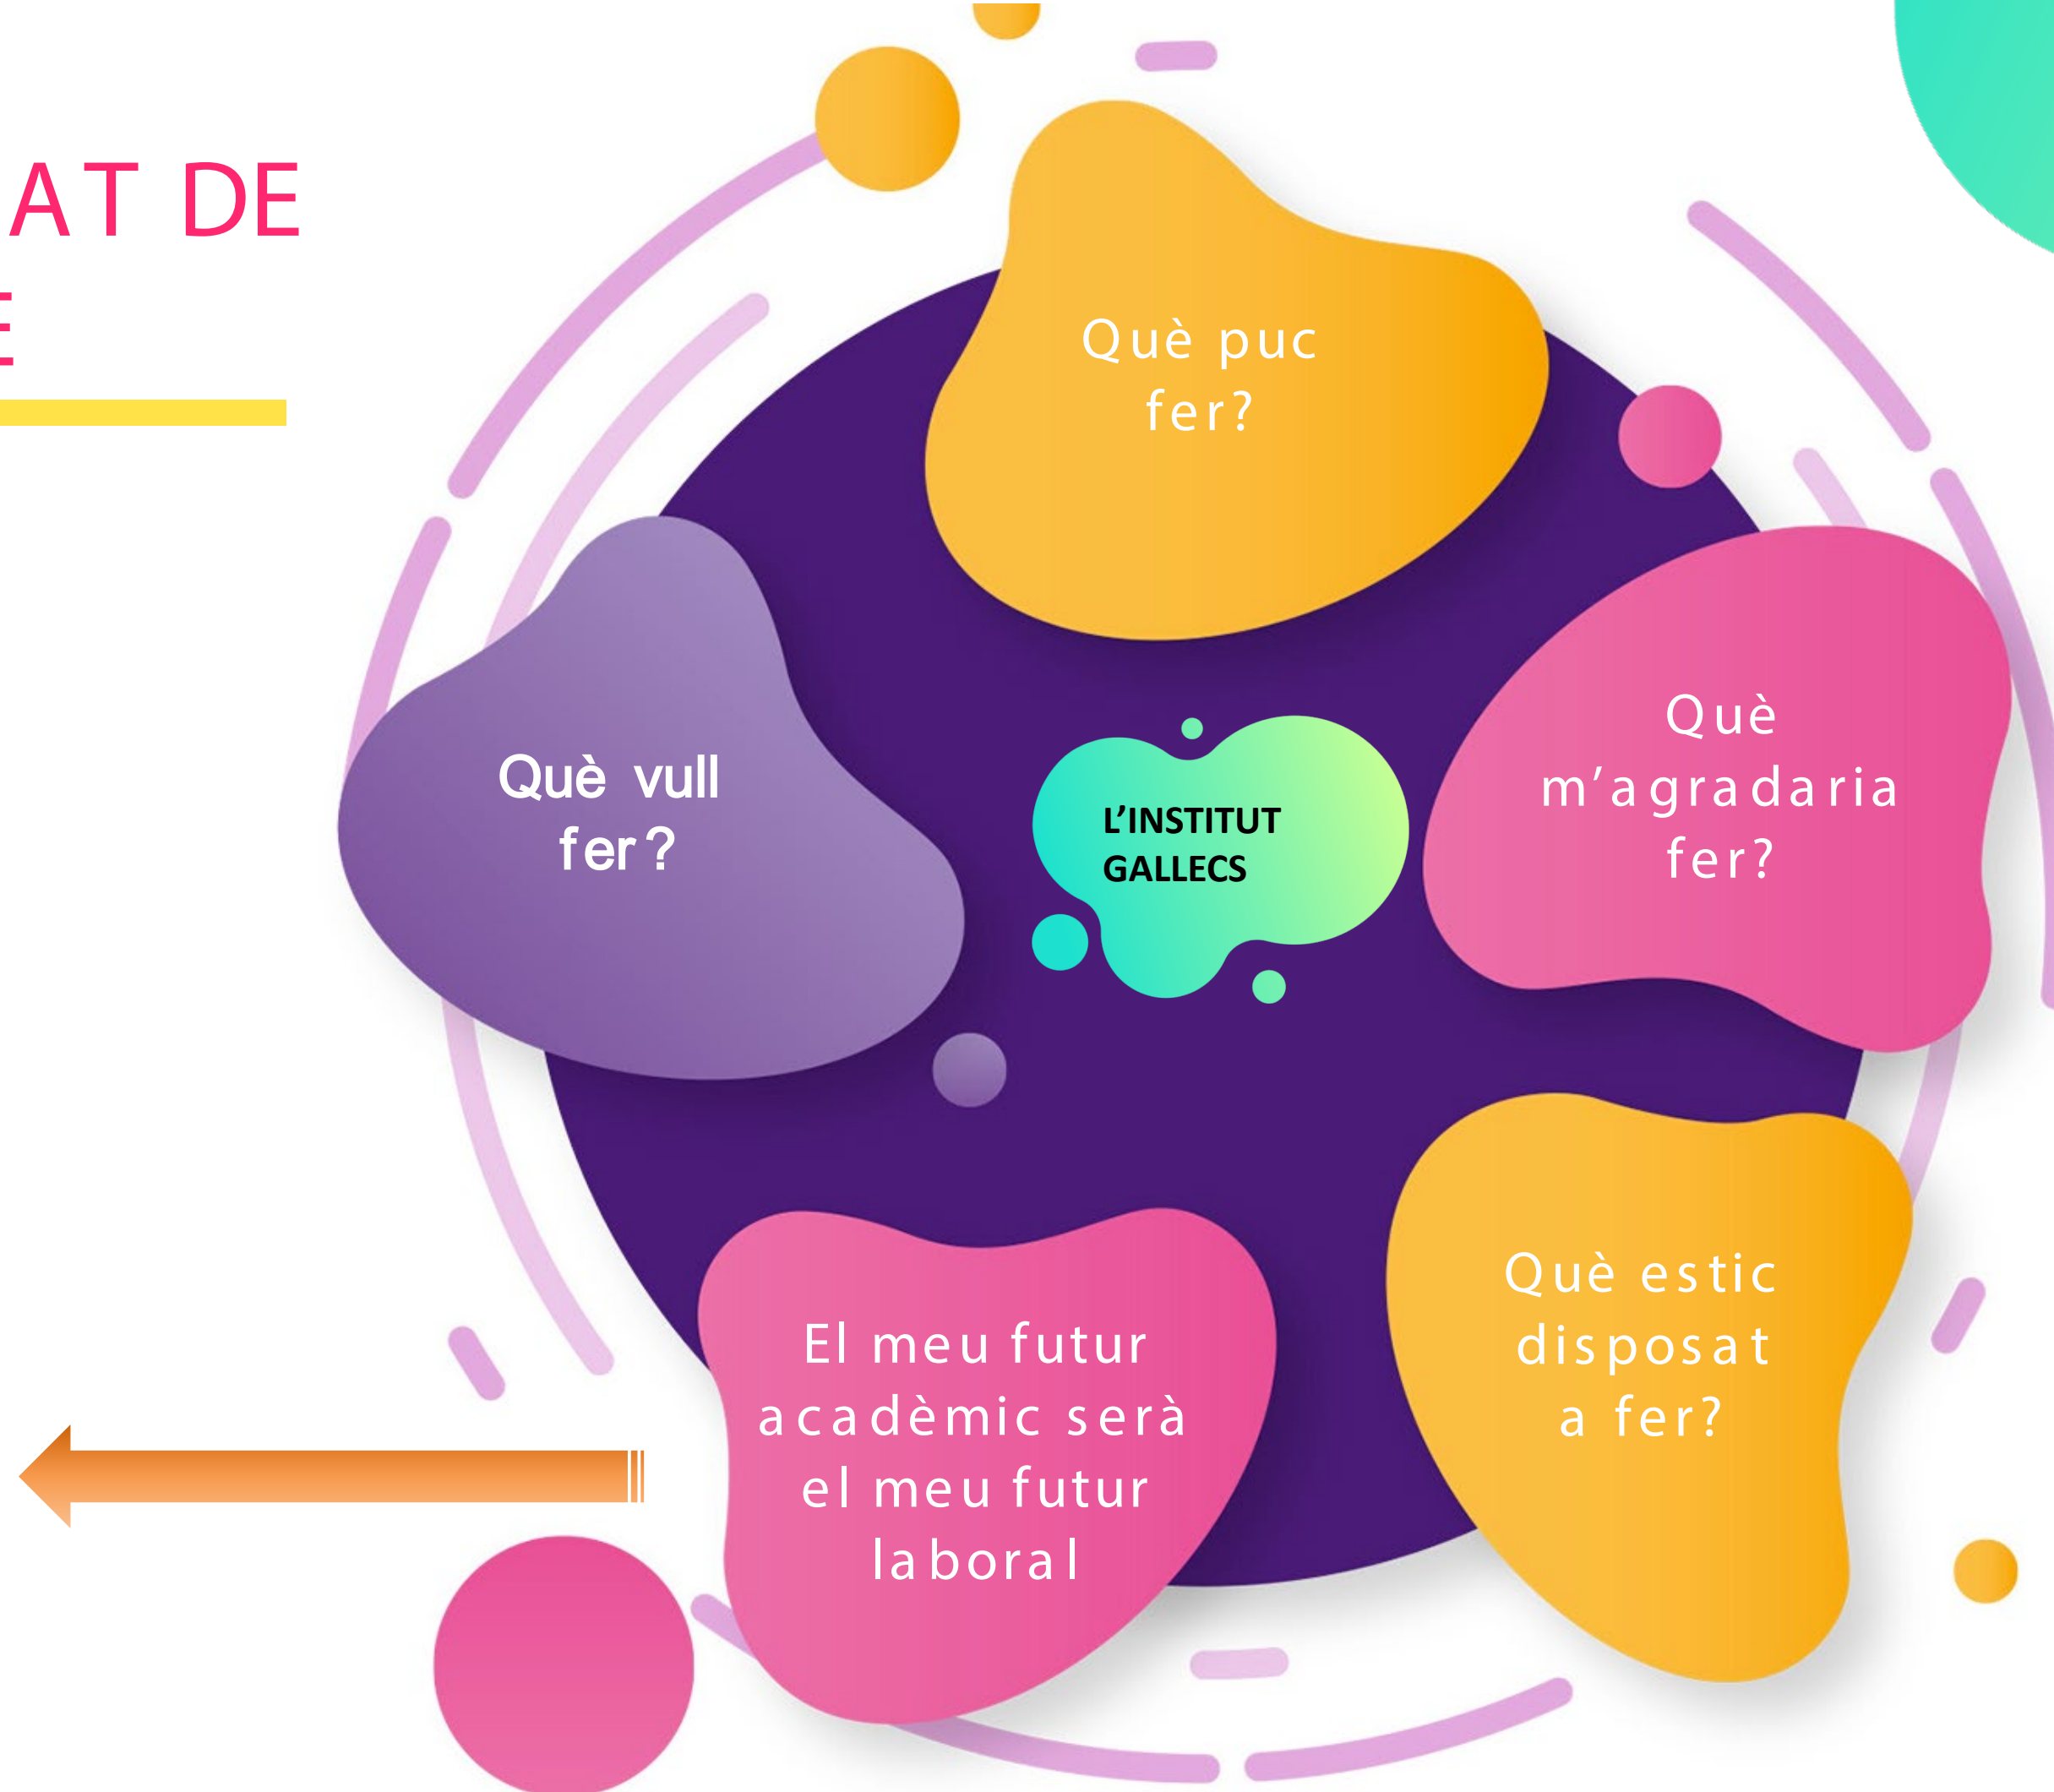 AT DE
E
Què puc
fer?
Què
m’agradaria
fer?
Què vull
fer?
L’INSTITUT
GALLECS
Què estic
disposat
a fer?
El meu futur
acadèmic serà
el meu futur
laboral